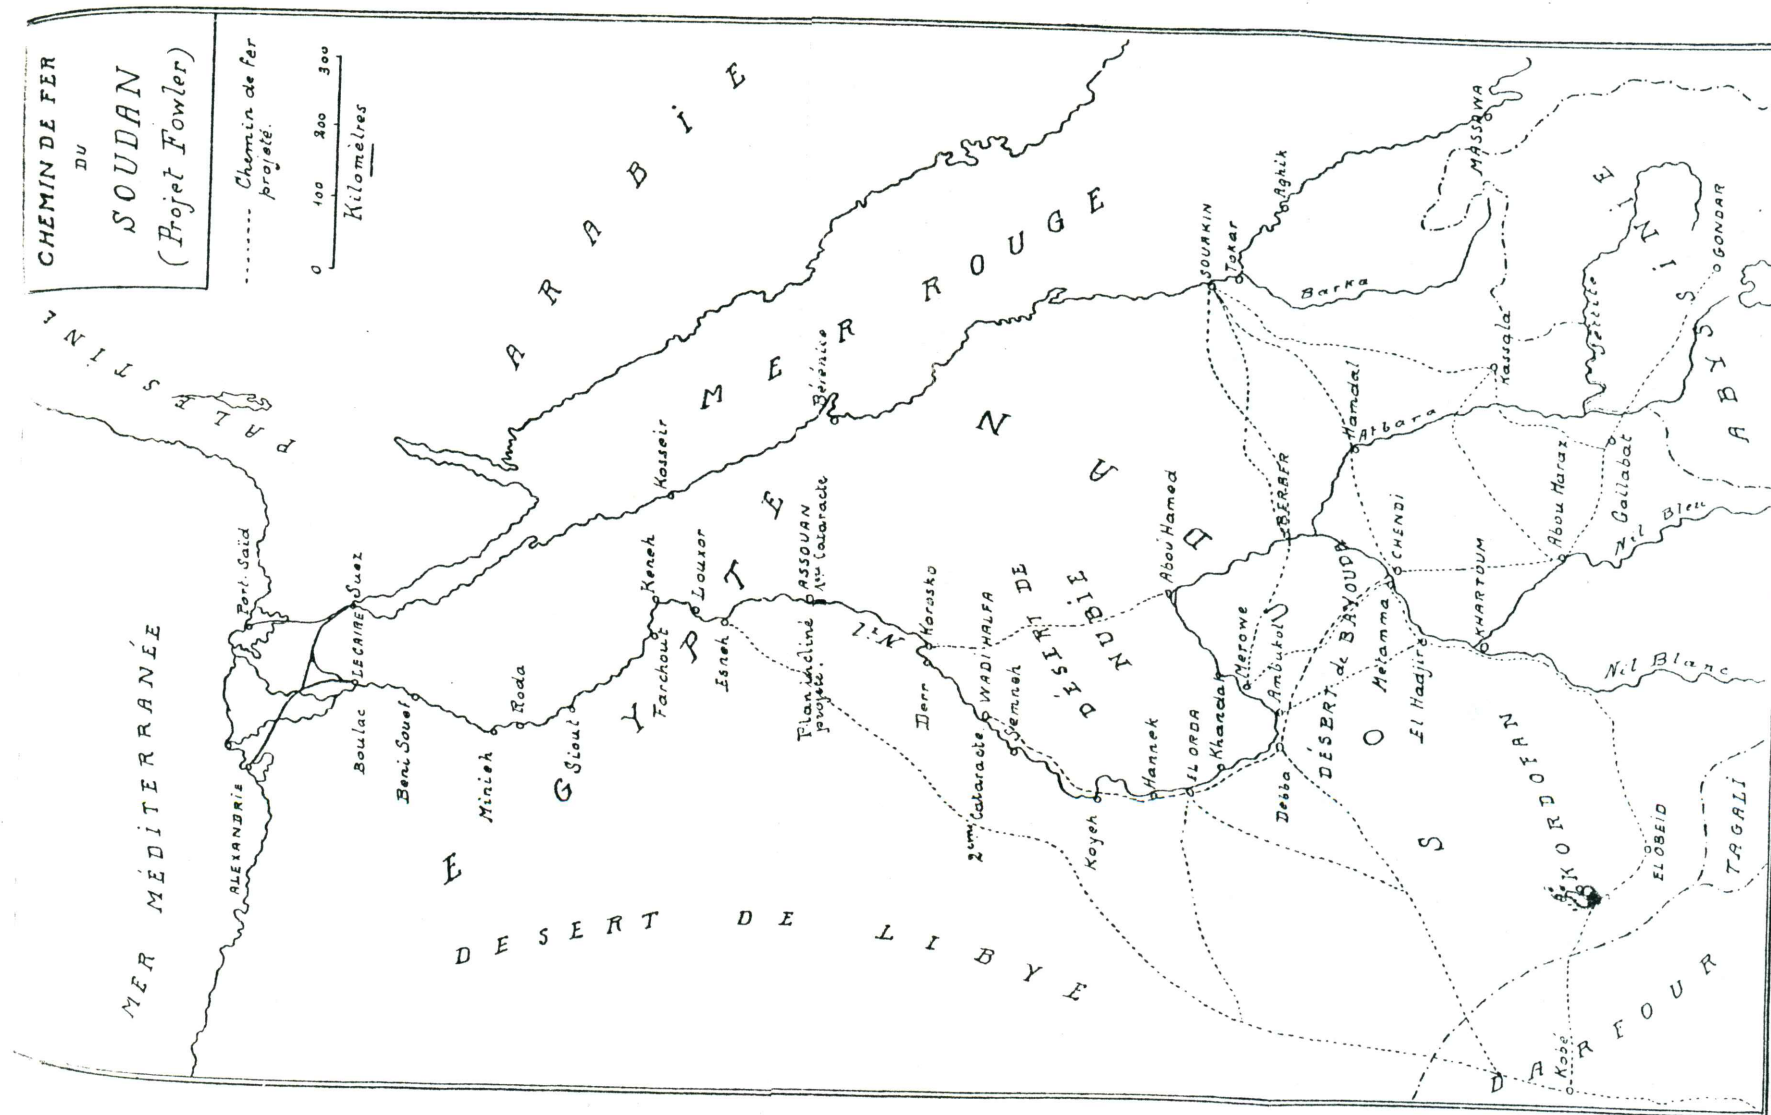 CHEMIN DE FER
DU
SOUDAN
(Projet Fowler)
Chemin de fer
projeté.
0 100 200 300
Kilomètres
PALESTINE
ARABIE
MER MÉDITERRANÉE
MER ROUGE
Port-Saïd
ALEXANDRIE
Suez
LE CAIRE
Boulac
Beni Souef
Minieh
Roda
Siout
EGYPTE
Farchout
Keneh
Kosseir
Louxor
Esneh
Bérénice
ASSOUAN
1ère Cataracte
Plan incliné
projeté.
Nil
Korosko
Derr
WADI HALFA
2eme Cataracte
Semneh
DESERT DE LIBYE
DÉSERT DE
NUBIE
Koyeh
Hannek
EL ORDA
Khandak
Debba
Ambukol
Merowe
Abou Hamed
BERBER
DÉSERT de BAYOUDA
SOUDAN
Metamma
CHENDI
El Hadjir
KHARTOUM
Nil Blanc
Nil Bleu
Abou Haraz
Gallabat
Hamdal
Atbara
SOUAKIN
Tokar
Aghik
Barka
MASSAWA
Kassala
Setite
GONDAR
ABYSSINIE
KORDOFAN
EL OBEÏD
TAGALI
DARFOUR
Kobé